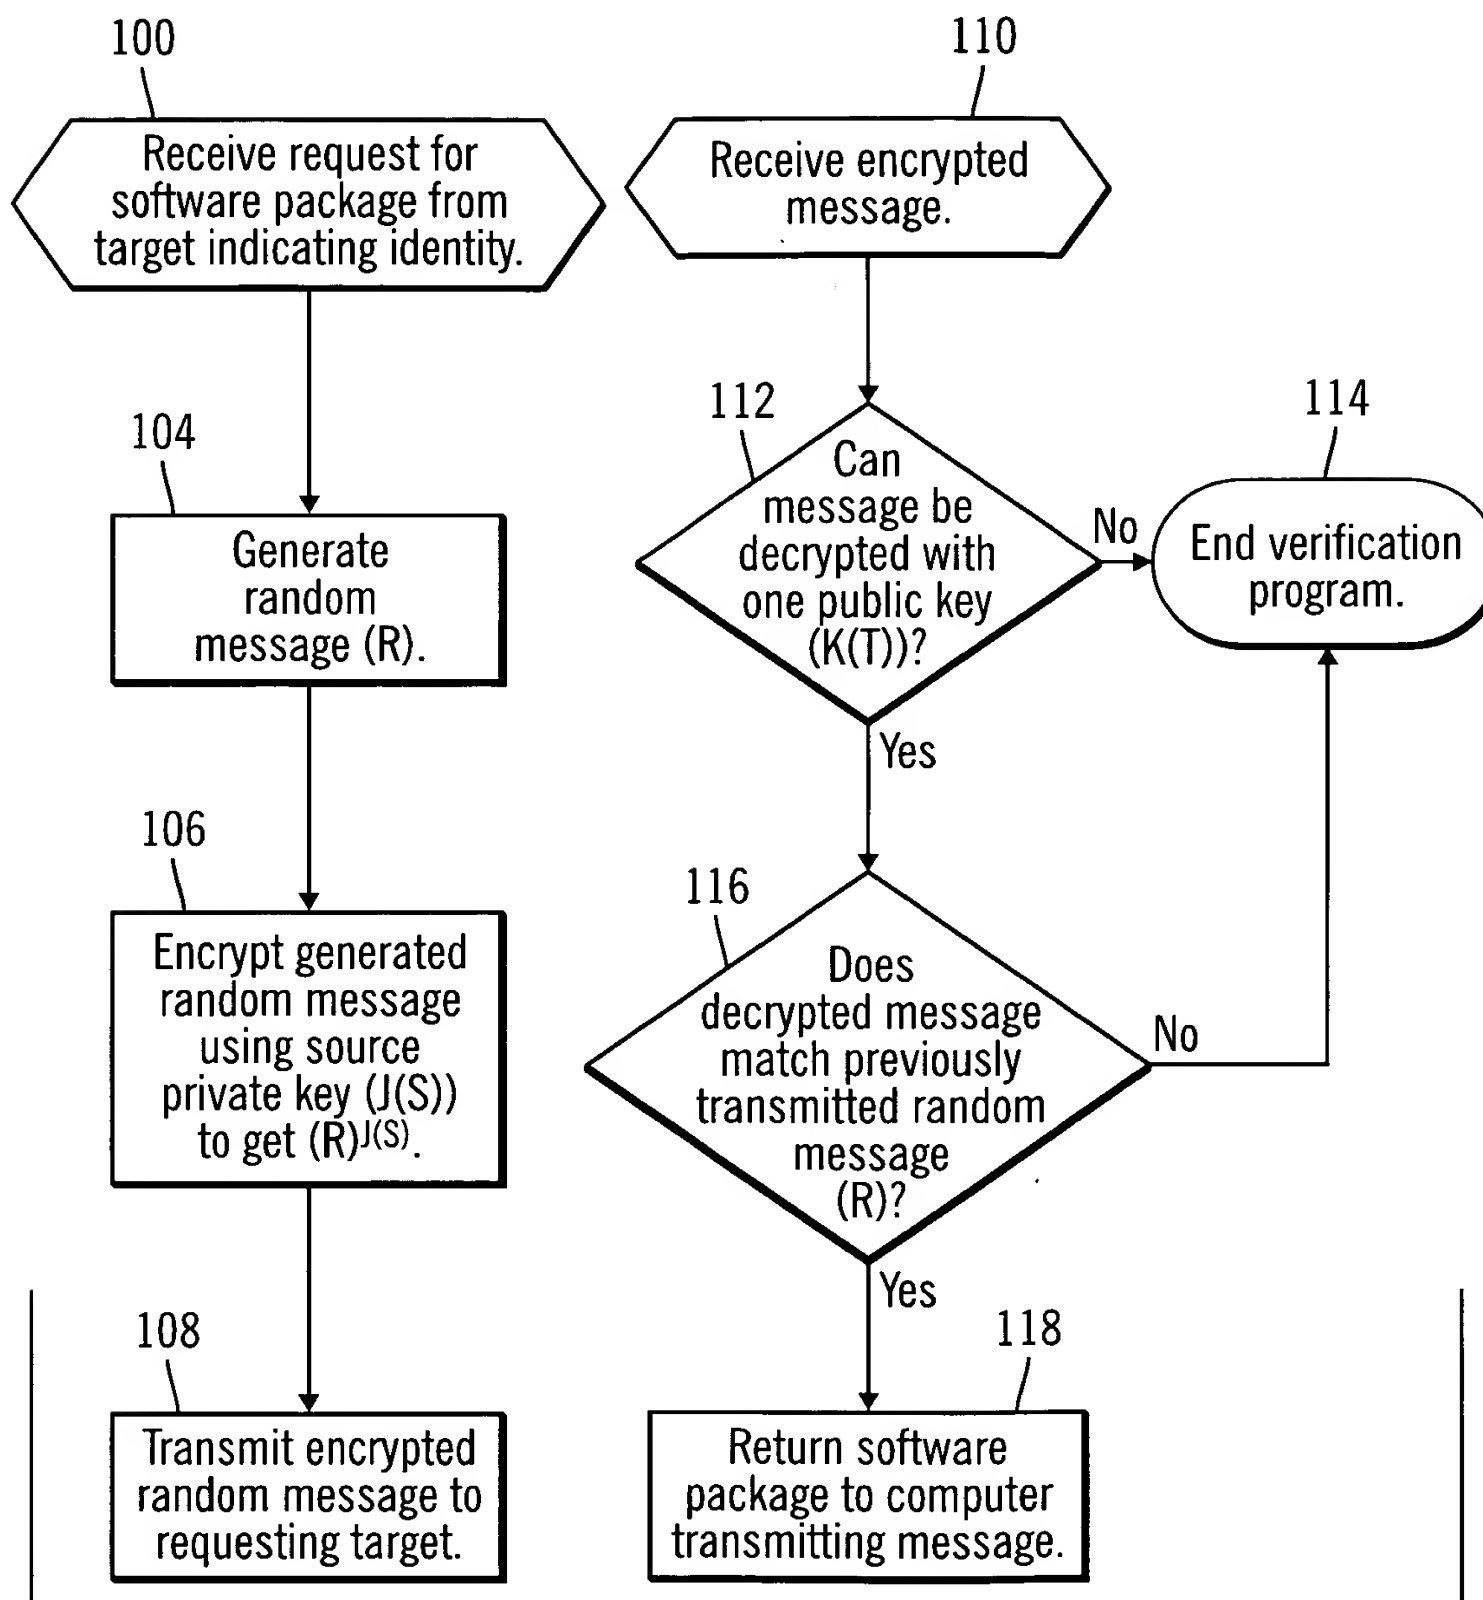 100
Receive request for
software package from
target indicating identity.
104
Generate
random
message (R).
106
Encrypt generated
random message
using source
private key (J(S))
to get (R)J(S).
108
Transmit encrypted
random message to
requesting target.
110
Receive encrypted
message.
112
Can
message be
decrypted with
one public key
(K(T))?
No
114
End verification
program.
Yes
116
Does
decrypted message
match previously
transmitted random
message
(R)?
No
Yes
118
Return software
package to computer
transmitting message.